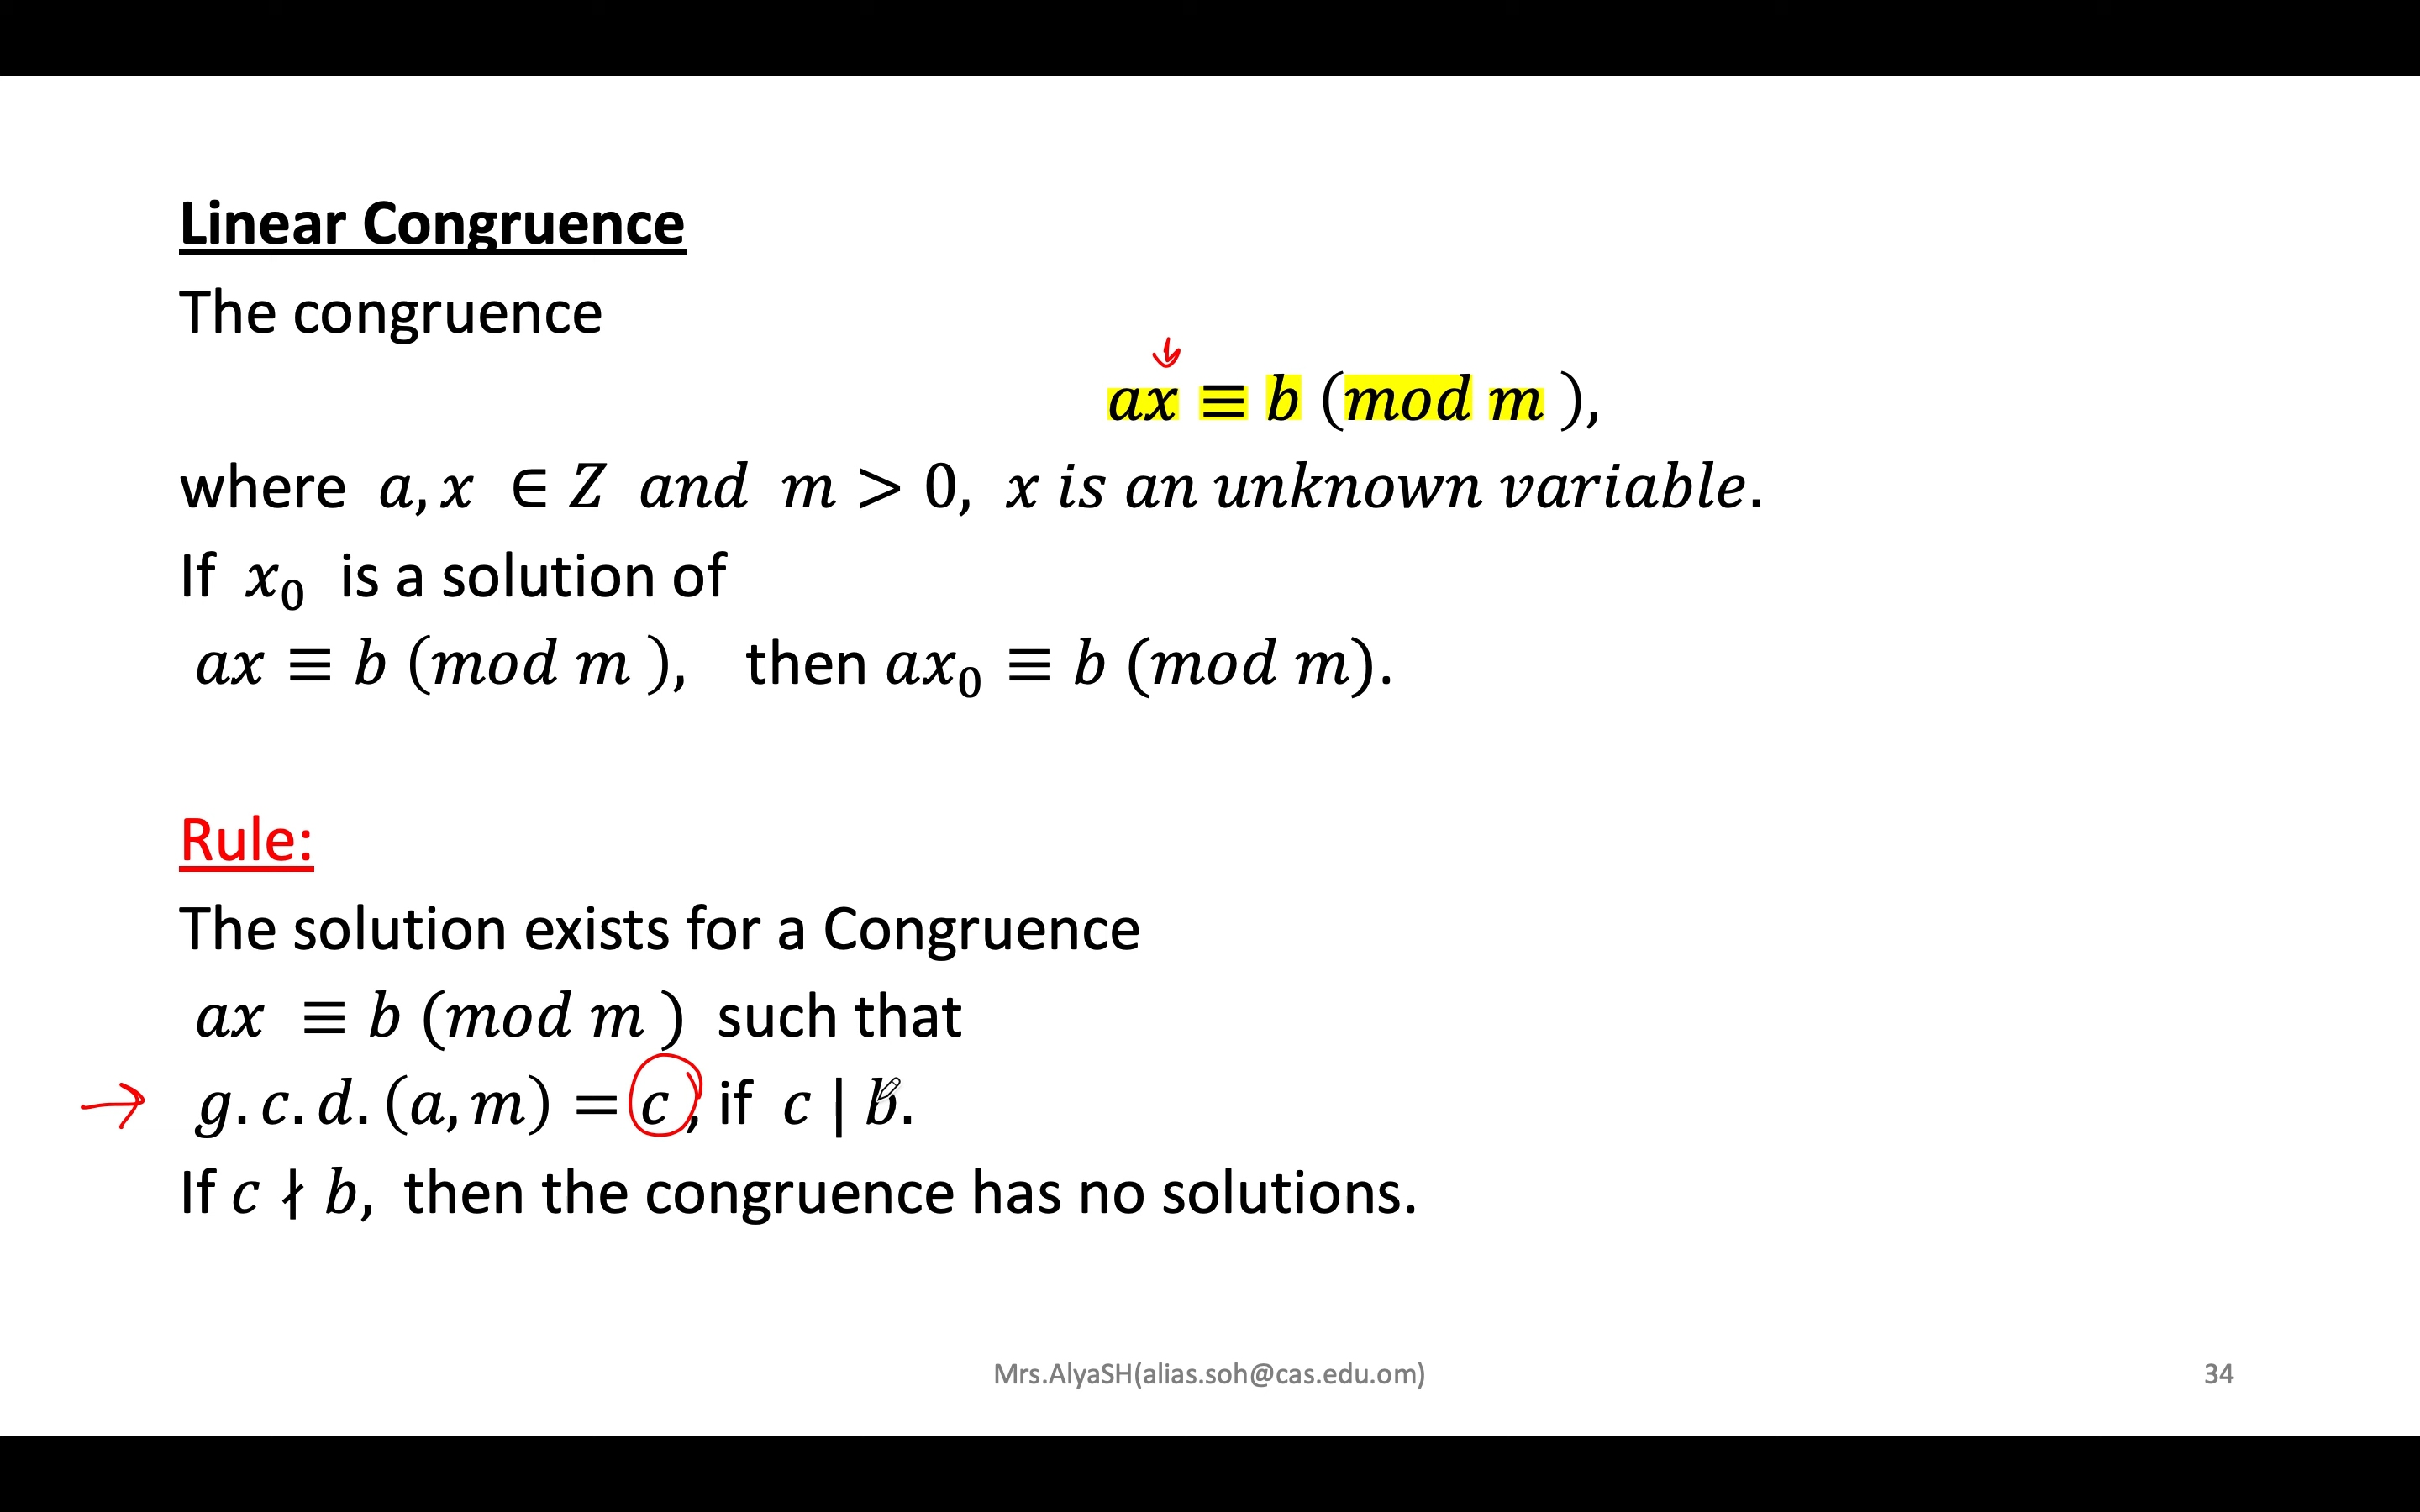 Linear Congruence
The congruence
ax ≡ b (mod m ),
where a, x ∈ Z and m > 0, x is an unknown variable.
If x₀ is a solution of
ax ≡ b (mod m ), then ax₀ ≡ b (mod m).
Rule:
The solution exists for a Congruence
ax ≡ b (mod m ) such that
g. c. d. (a, m) = c , if c | b.
If c ∤ b, then the congruence has no solutions.
Mrs.AlyaSH(alias.soh@cas.edu.om)
34